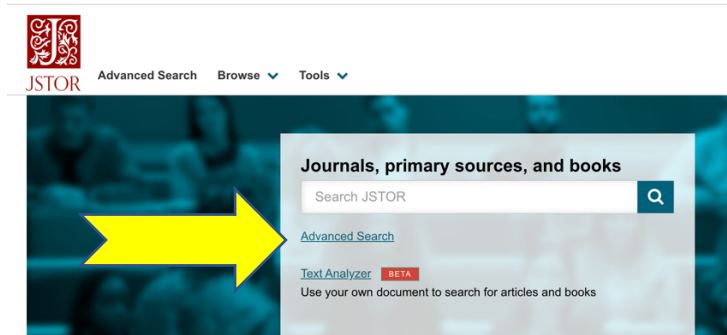 JSTOR
Advanced Search Browse Tools
Journals, primary sources, and books
Search JSTOR
Advanced Search
Text Analyzer BETA
Use your own document to search for articles and books